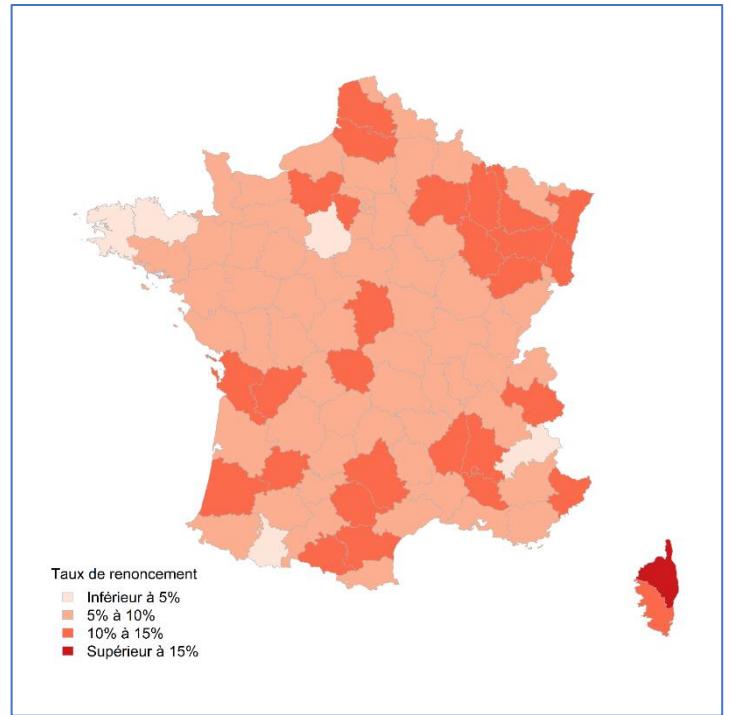 Taux de renoncement
Inférieur à 5%
5% à 10%
10% à 15%
Supérieur à 15%